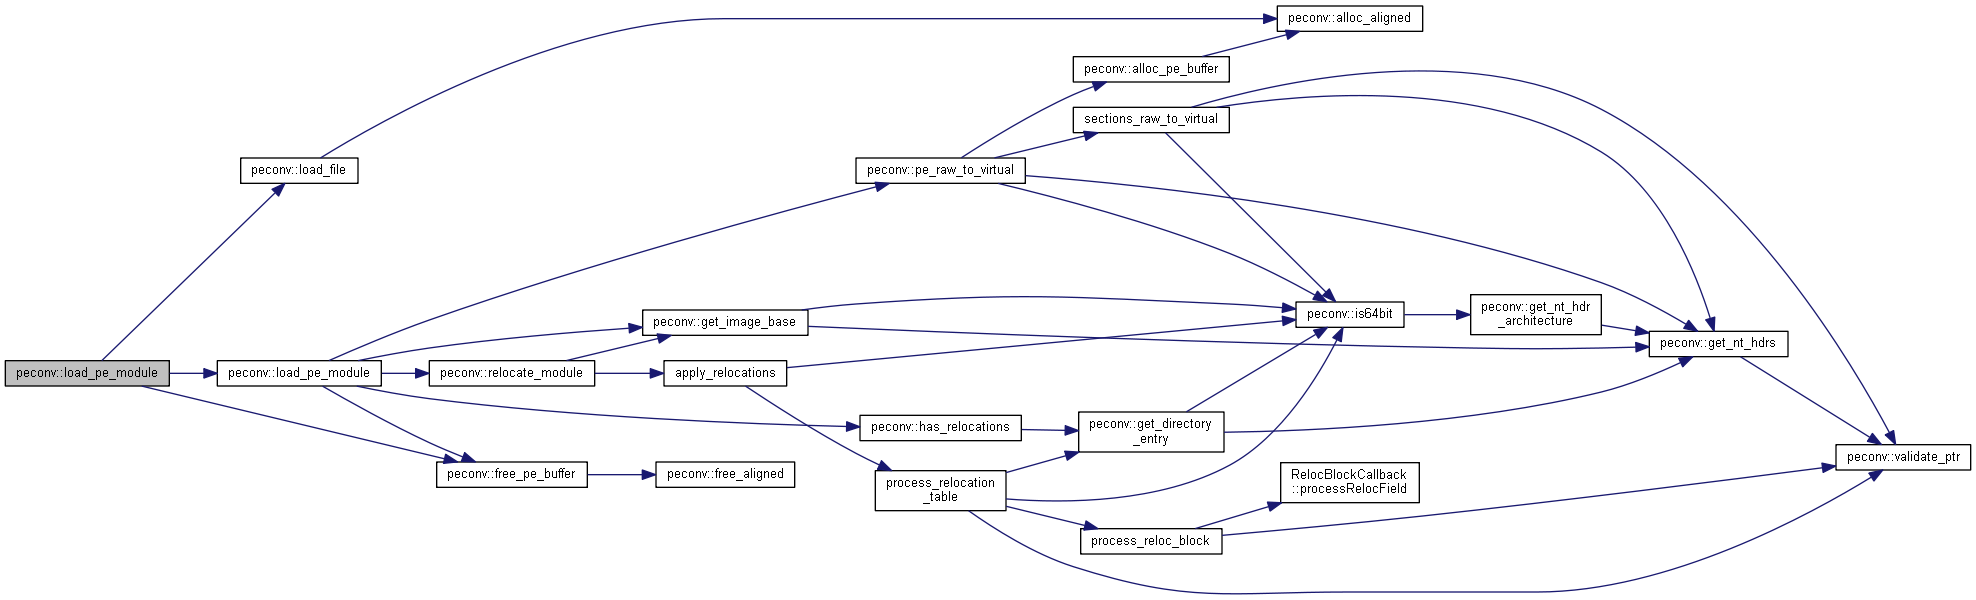 peconv::alloc_aligned
peconv::alloc_pe_buffer
sections_raw_to_virtual
peconv::load_file
peconv::pe_raw_to_virtual
peconv::get_image_base
peconv::is64bit
peconv::get_nt_hdr
_architecture
peconv::get_nt_hdrs
peconv::load_pe_module
peconv::load_pe_module
peconv::relocate_module
apply_relocations
peconv::has_relocations
peconv::get_directory
_entry
peconv::validate_ptr
peconv::free_pe_buffer
peconv::free_aligned
process_relocation
_table
RelocBlockCallback
::processRelocField
process_reloc_block